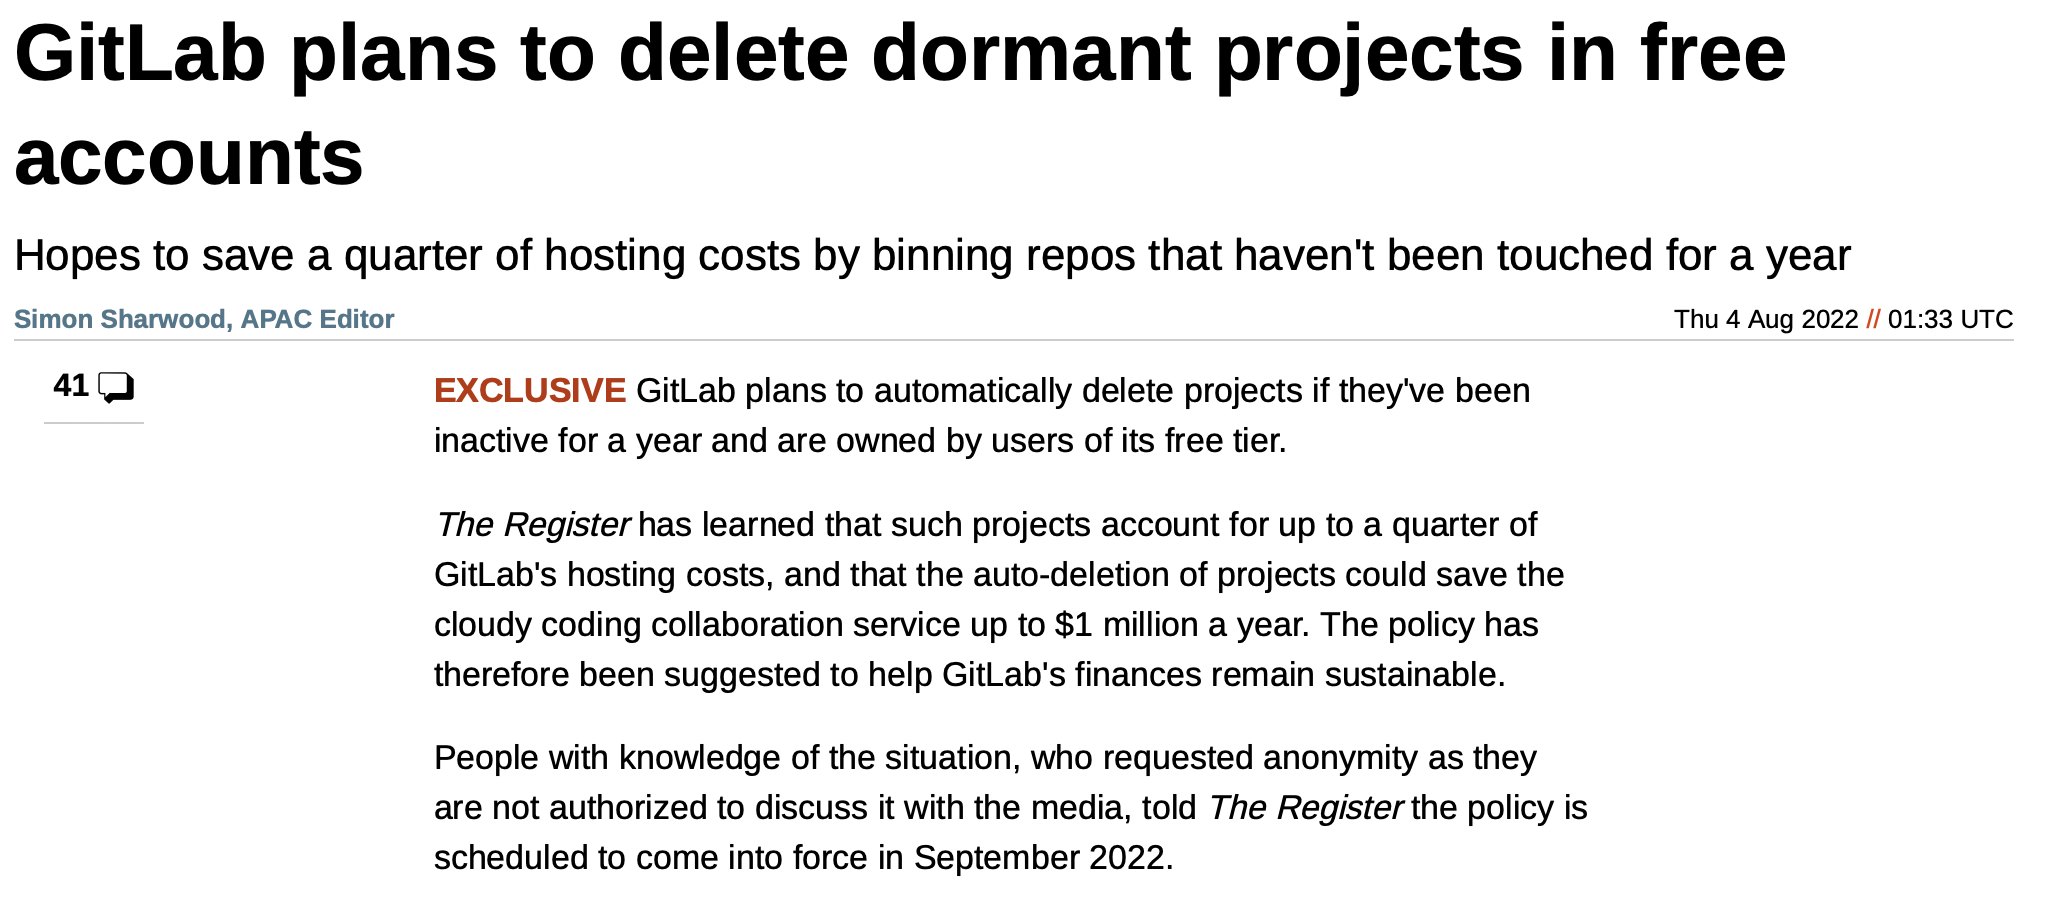 GitLab plans to delete dormant projects in free
accounts
Hopes to save a quarter of hosting costs by binning repos that haven't been touched for a year
Simon Sharwood, APAC Editor
Thu 4 Aug 2022 // 01:33 UTC
41
EXCLUSIVE GitLab plans to automatically delete projects if they've been
inactive for a year and are owned by users of its free tier.
The Register has learned that such projects account for up to a quarter of
GitLab's hosting costs, and that the auto-deletion of projects could save the
cloudy coding collaboration service up to $1 million a year. The policy has
therefore been suggested to help GitLab's finances remain sustainable.
People with knowledge of the situation, who requested anonymity as they
are not authorized to discuss it with the media, told The Register the policy is
scheduled to come into force in September 2022.